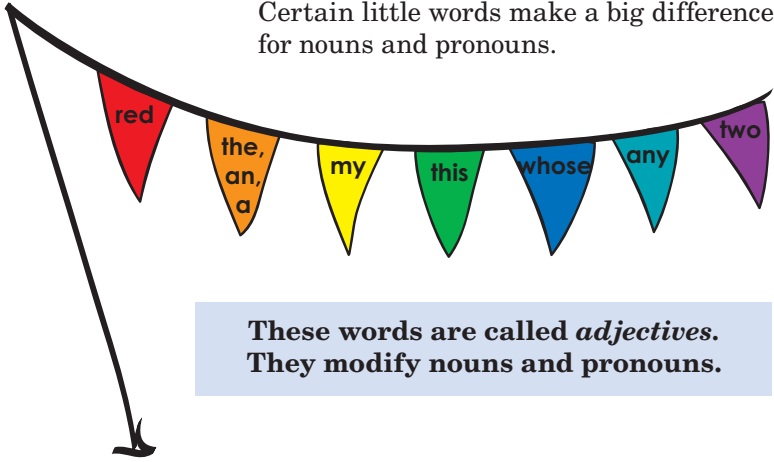 Certain little words make a big difference
for nouns and pronouns.
red
the,
an,
a
my
this
whose
any
two
These words are called adjectives.
They modify nouns and pronouns.